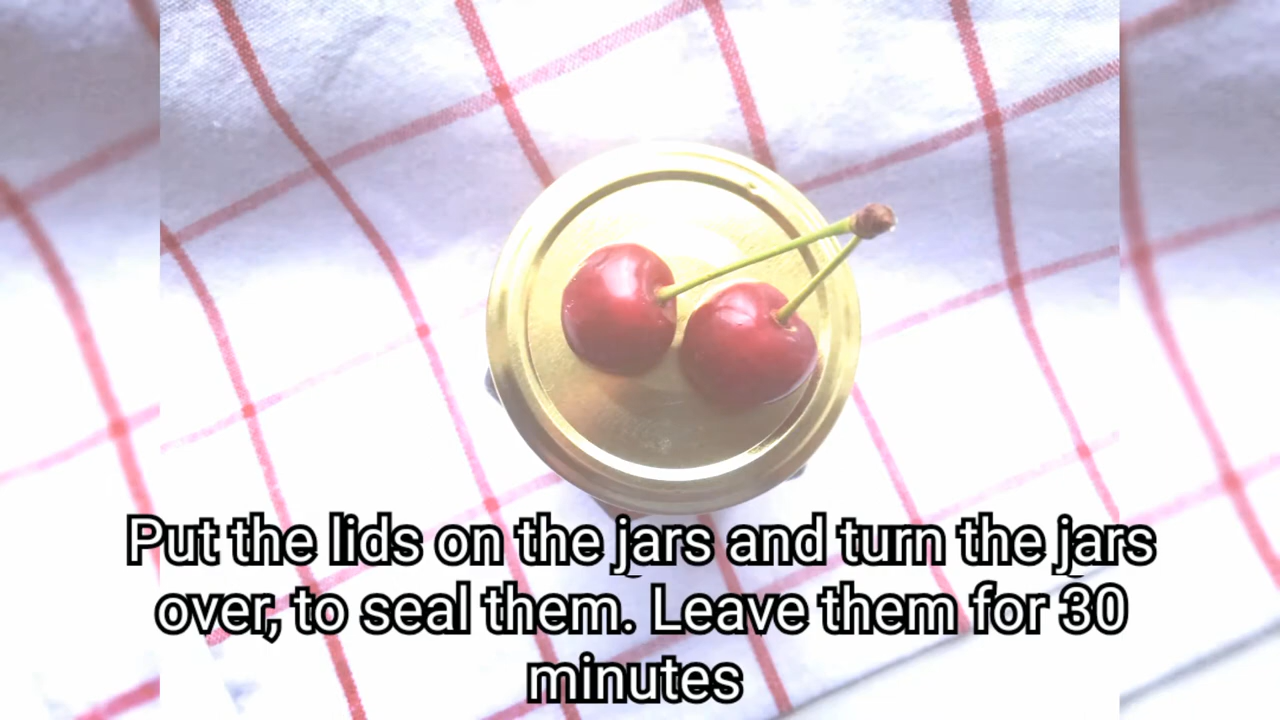 Put the lids on the jars and turn the jars
over, to seal them. Leave them for 30
minutes